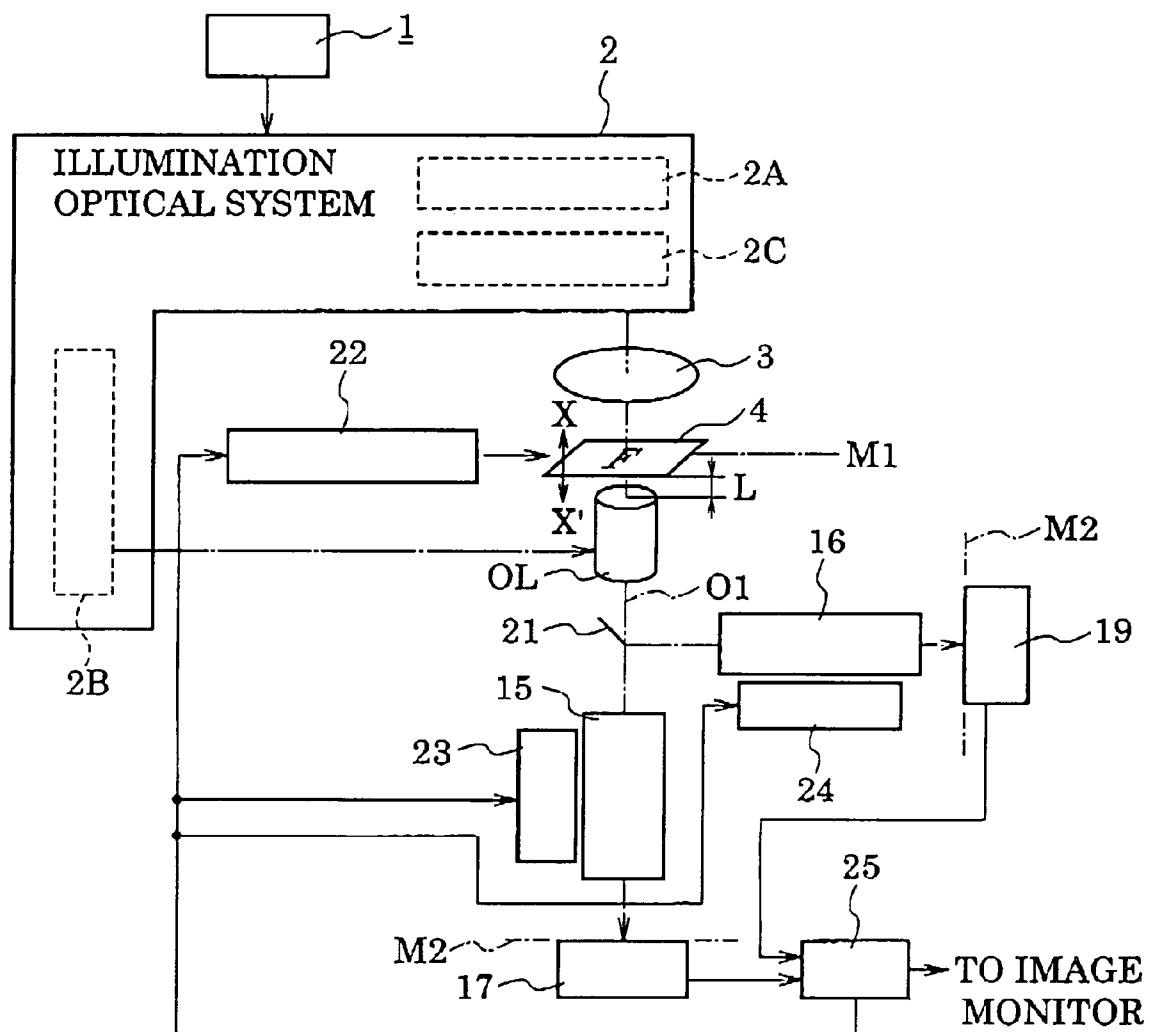 1
2
ILLUMINATION
OPTICAL SYSTEM
2A
2C
22
3
X
4
F
M1
L
X'
M2
OL
O1
16
21
19
2B
15
23
24
25
M2
17
TO IMAGE
MONITOR